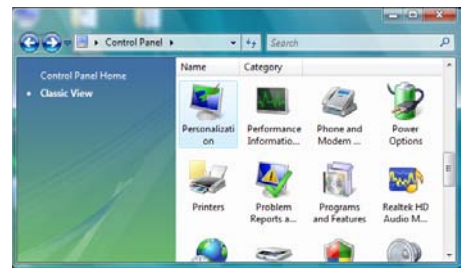 Control Panel
Search
Control Panel Home
Classic View
Name Category
Personalizati
on
Performance
Informatio...
Phone and
Modem ...
Power
Options
Printers
Problem
Reports a...
Programs
and Features
Realtek HD
Audio M...